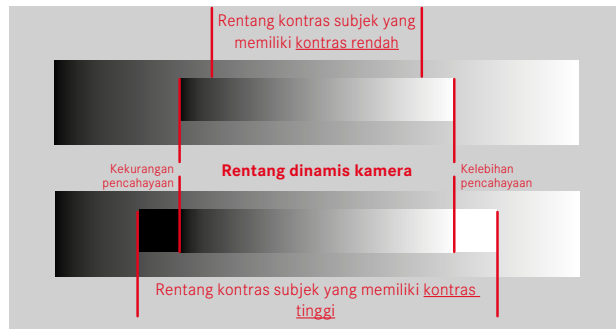 Rentang kontras subjek yang
memiliki kontras rendah
Kekurangan
pencahayaan
Rentang dinamis kamera
Kelebihan
pencahayaan
Rentang kontras subjek yang memiliki kontras
tinggi